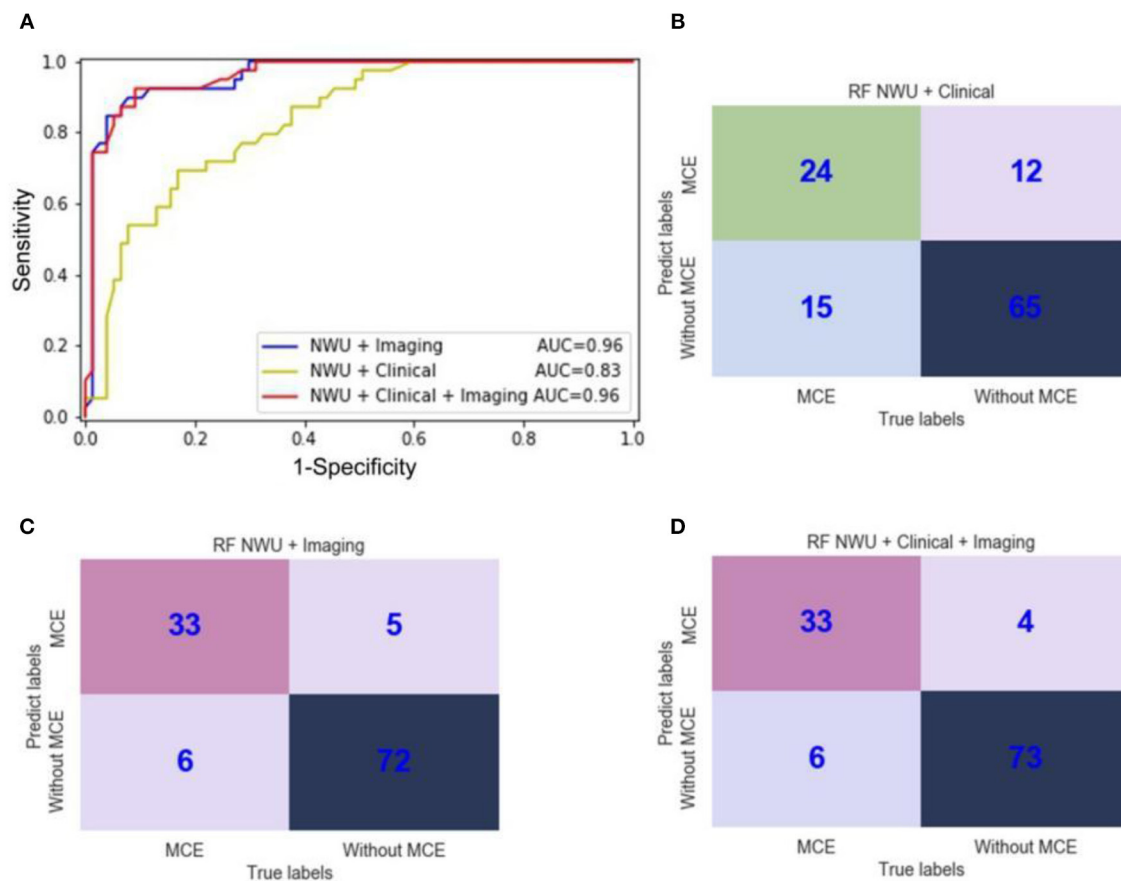 A
1.0
0.8
0.6
0.4
0.2
0.0
Sensitivity
0.0 0.2 0.4 0.6 0.8 1.0
1-Specificity
NWU + Imaging AUC=0.96
NWU + Clinical AUC=0.83
NWU + Clinical + Imaging AUC=0.96
B
RF NWU + Clinical
Predict labels
MCE
Without MCE
24 12
15 65
MCE Without MCE
True labels
C
RF NWU + Imaging
Predict labels
MCE
Without MCE
33 5
6 72
MCE Without MCE
True labels
D
RF NWU + Clinical + Imaging
Predict labels
MCE
Without MCE
33 4
6 73
MCE Without MCE
True labels